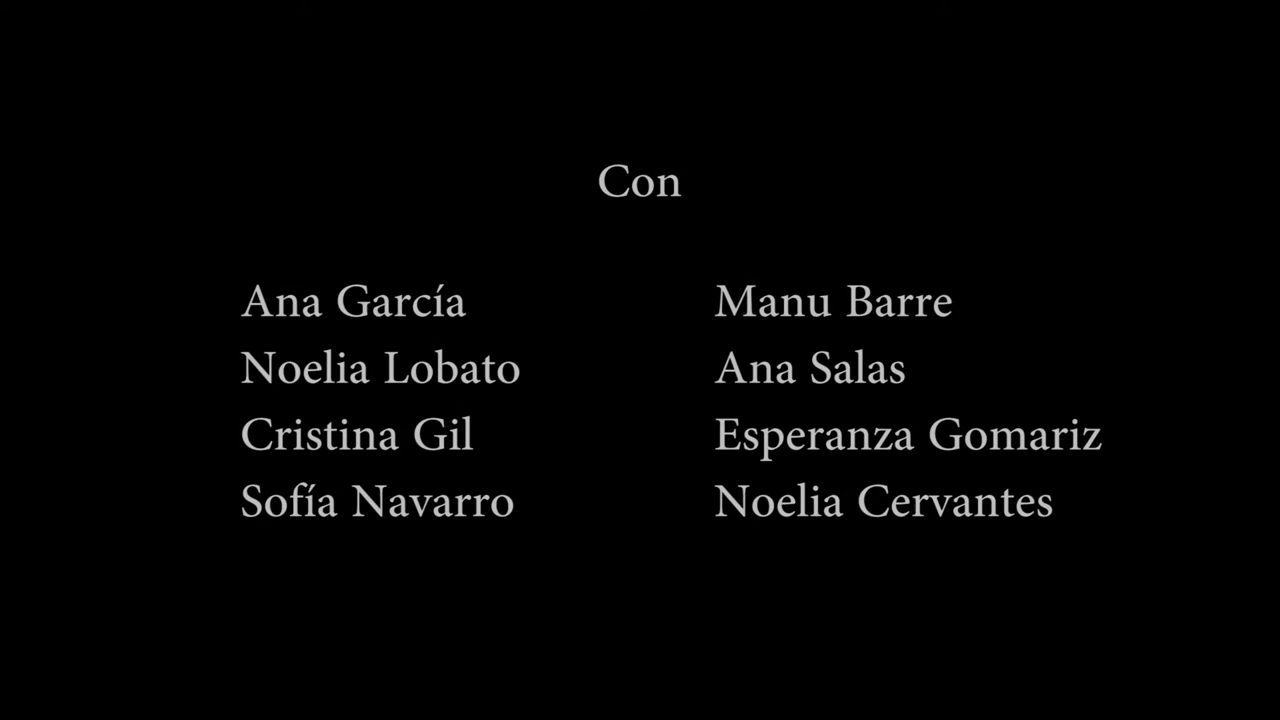 Con
Ana García
Noelia Lobato
Cristina Gil
Sofía Navarro
Manu Barre
Ana Salas
Esperanza Gomariz
Noelia Cervantes